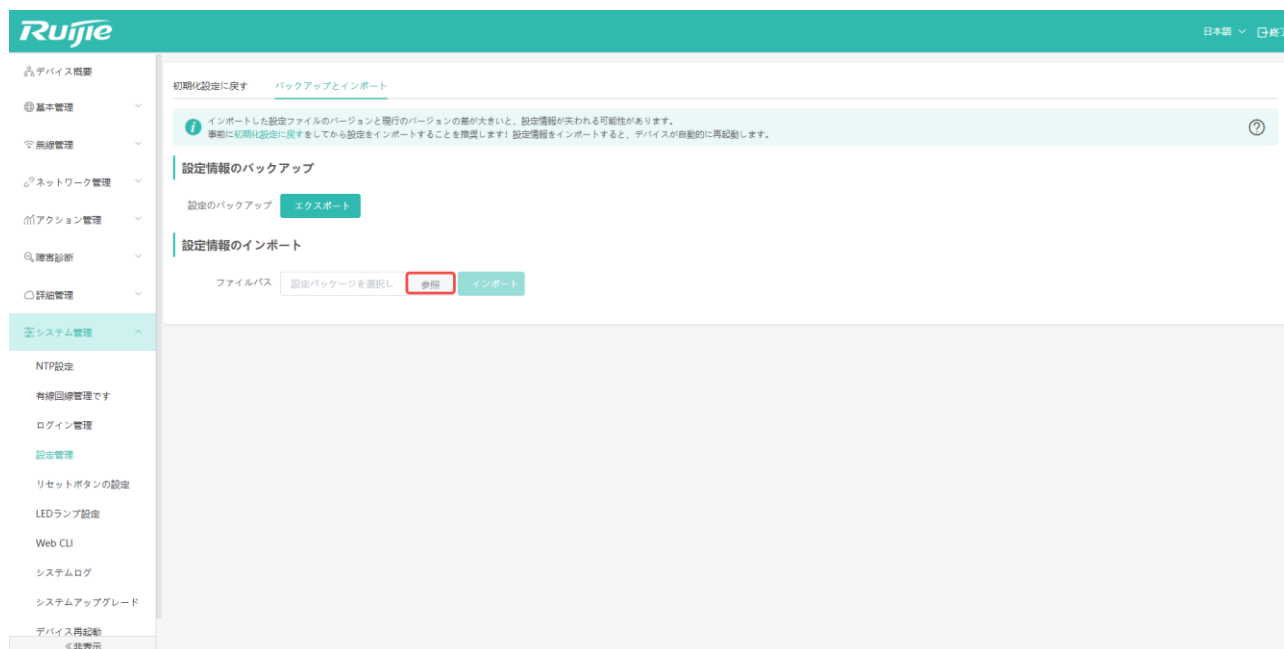 Ruijie
日本語
終了
デバイス概要
基本管理
無線管理
ネットワーク管理
アクション管理
障害診断
詳細管理
システム管理
NTP設定
有線回線管理です
ログイン管理
設定管理
リセットボタンの設定
LEDランプ設定
Web CLI
システムログ
システムアップグレード
デバイス再起動
≪非表示
初期化設定に戻す
バックアップとインポート
インポートした設定ファイルのバージョンと現行のバージョンの差が大きいと、設定情報が失われる可能性があります。
事前に初期化設定に戻すをしてから設定をインポートすることを推奨します! 設定情報をインポートすると、デバイスが自動的に再起動します。
設定情報のバックアップ
設定のバックアップ エクスポート
設定情報のインポート
ファイルパス 設定パッケージを選択し 参照 インポート